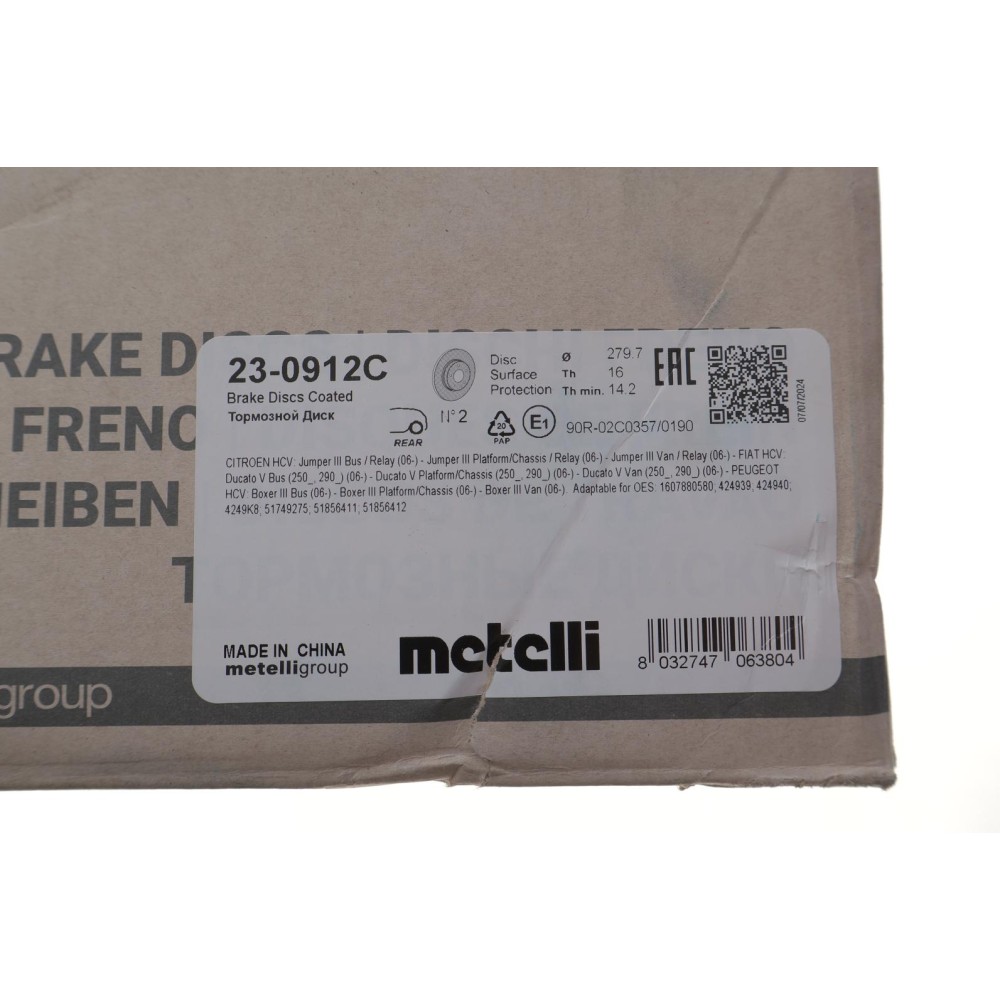 RAKE D
FRENC
HEIBEN
group
23-0912C
Brake Discs Coated
Тормозной Диск
Disc
Surface
Protection
ø 279.7
Th 16
Th min. 14.2
EAC
07/07/2024
REAR
N°2
20
PAP
E1
90R-02C0357/0190
CITROEN HCV: Jumper III Bus / Relay (06-) - Jumper III Platform/Chassis / Relay (06-) - Jumper III Van / Relay (06-) - FIAT HCV:
Ducato V Bus (250_, 290_) (06-) - Ducato V Platform/Chassis (250_, 290_) (06-) - Ducato V Van (250_, 290_) (06-) - PEUGEOT
HCV: Boxer III Bus (06-) - Boxer III Platform/Chassis (06-) - Boxer III Van (06-). Adaptable for OES: 1607880580; 424939; 424940;
4249K8; 51749275; 51856411; 51856412
MADE IN CHINA
metelligroup
metelli
8 032747 063804